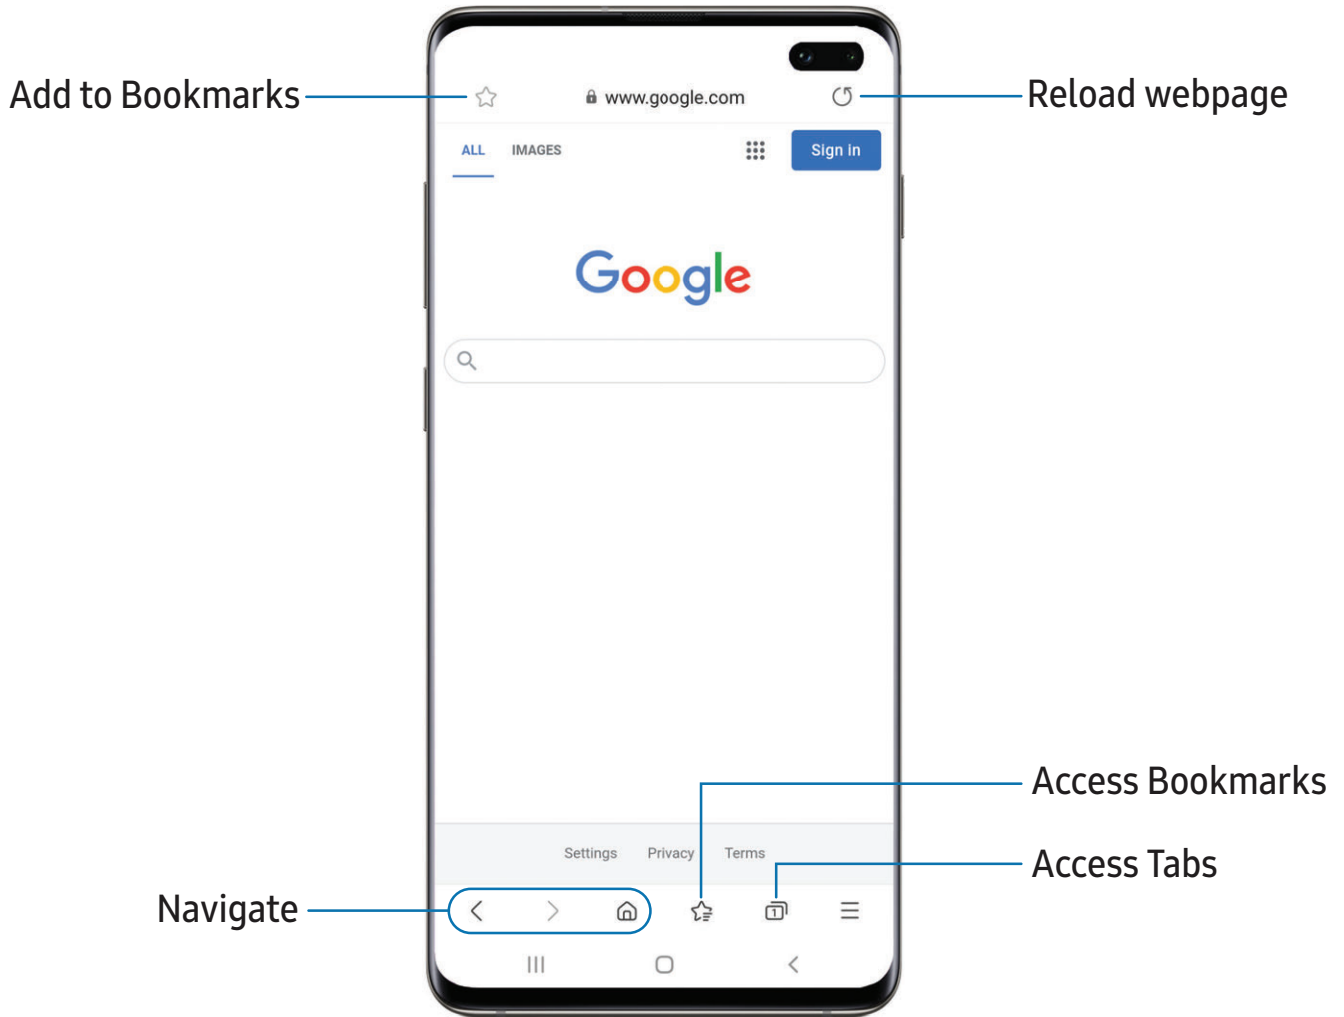 Add to Bookmarks
www.google.com
Reload webpage
ALL IMAGES
Sign in
Google
Access Bookmarks
Settings Privacy Terms
Access Tabs
Navigate
1